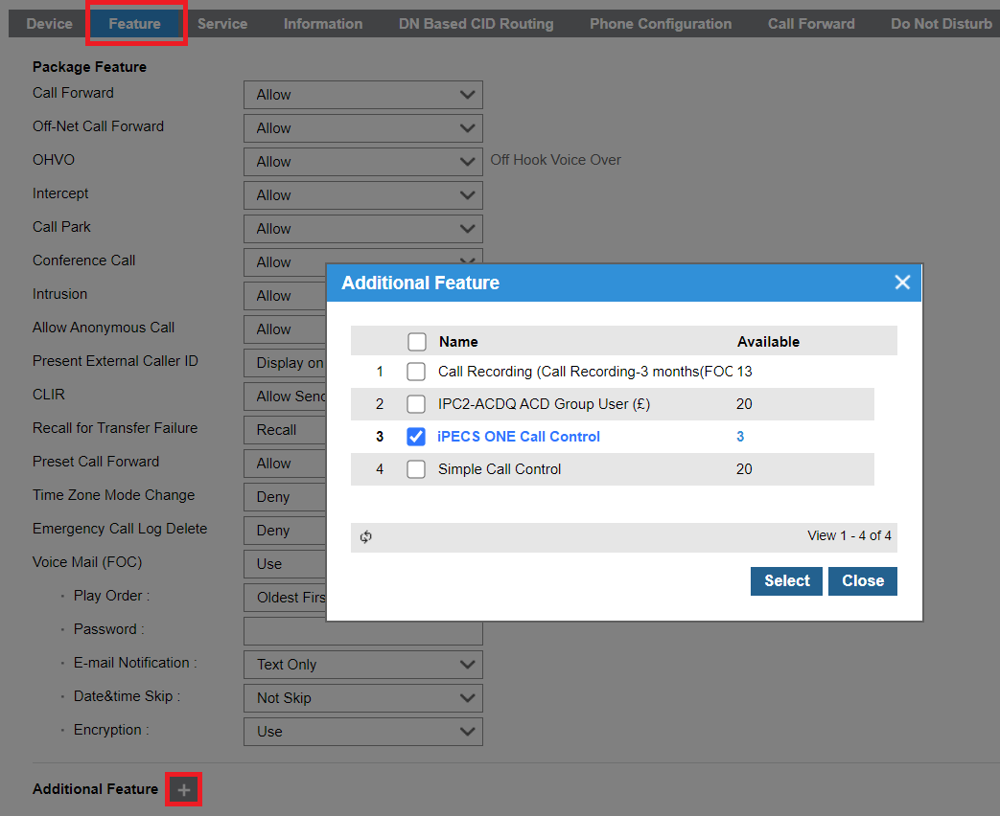 Device Feature Service Information DN Based CID Routing Phone Configuration Call Forward Do Not Disturb
Package Feature
Call Forward Allow
Off-Net Call Forward Allow
OHVO Allow Off Hook Voice Over
Intercept Allow
Call Park Allow
Conference Call Allow
Intrusion Allow
Allow Anonymous Call Allow
Present External Caller ID Display on
CLIR Allow Send
Recall for Transfer Failure Recall
Preset Call Forward Allow
Time Zone Mode Change Deny
Emergency Call Log Delete Deny
Voice Mail (FOC) Use
· Play Order : Oldest Firs
· Password :
· E-mail Notification : Text Only
· Date&time Skip : Not Skip
· Encryption : Use
Additional Feature +
Additional Feature
Name Available
1 Call Recording (Call Recording-3 months(FOC 13
2 IPC2-ACDQ ACD Group User (£) 20
3 iPECS ONE Call Control 3
4 Simple Call Control 20
View 1 - 4 of 4
Select Close